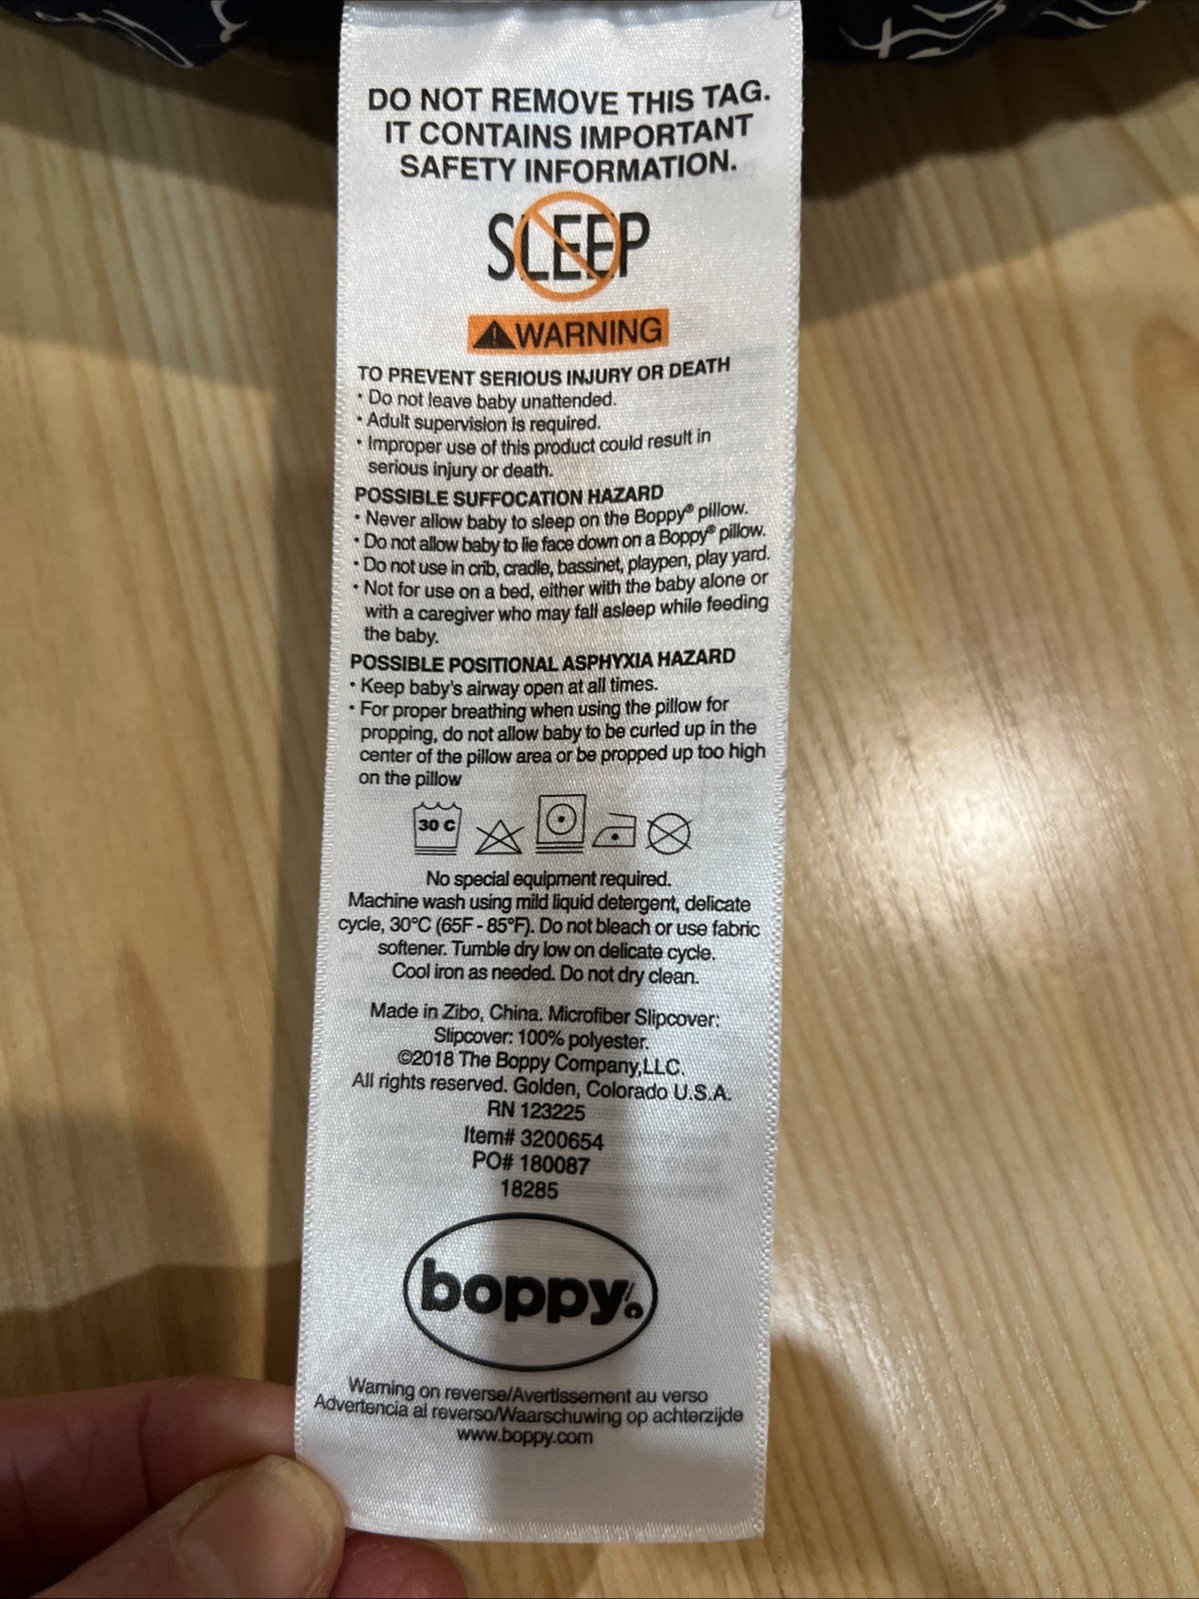 DO NOT REMOVE THIS TAG.
IT CONTAINS IMPORTANT
SAFETY INFORMATION.
SLEEP
WARNING
TO PREVENT SERIOUS INJURY OR DEATH
• Do not leave baby unattended.
• Adult supervision is required.
• Improper use of this product could result in
serious injury or death.
POSSIBLE SUFFOCATION HAZARD
• Never allow baby to sleep on the Boppy® pillow.
• Do not allow baby to lie face down on a Boppy® pillow.
• Do not use in crib, cradle, bassinet, playpen, play yard.
• Not for use on a bed, either with the baby alone or
with a caregiver who may fall asleep while feeding
the baby.
POSSIBLE POSITIONAL ASPHYXIA HAZARD
• Keep baby's airway open at all times.
• For proper breathing when using the pillow for
propping, do not allow baby to be curled up in the
center of the pillow area or be propped up too high
on the pillow
30 C
No special equipment required.
Machine wash using mild liquid detergent, delicate
cycle, 30°C (65F - 85°F). Do not bleach or use fabric
softener. Tumble dry low on delicate cycle.
Cool iron as needed. Do not dry clean.
Made in Zibo, China. Microfiber Slipcover:
Slipcover: 100% polyester.
©2018 The Boppy Company,LLC.
All rights reserved. Golden, Colorado U.S.A.
RN 123225
Item# 3200654
PO# 180087
18285
boppy
Warning on reverse/Avertissement au verso
Advertencia al reverso/Waarschuwing op achterzijde
www.boppy.com